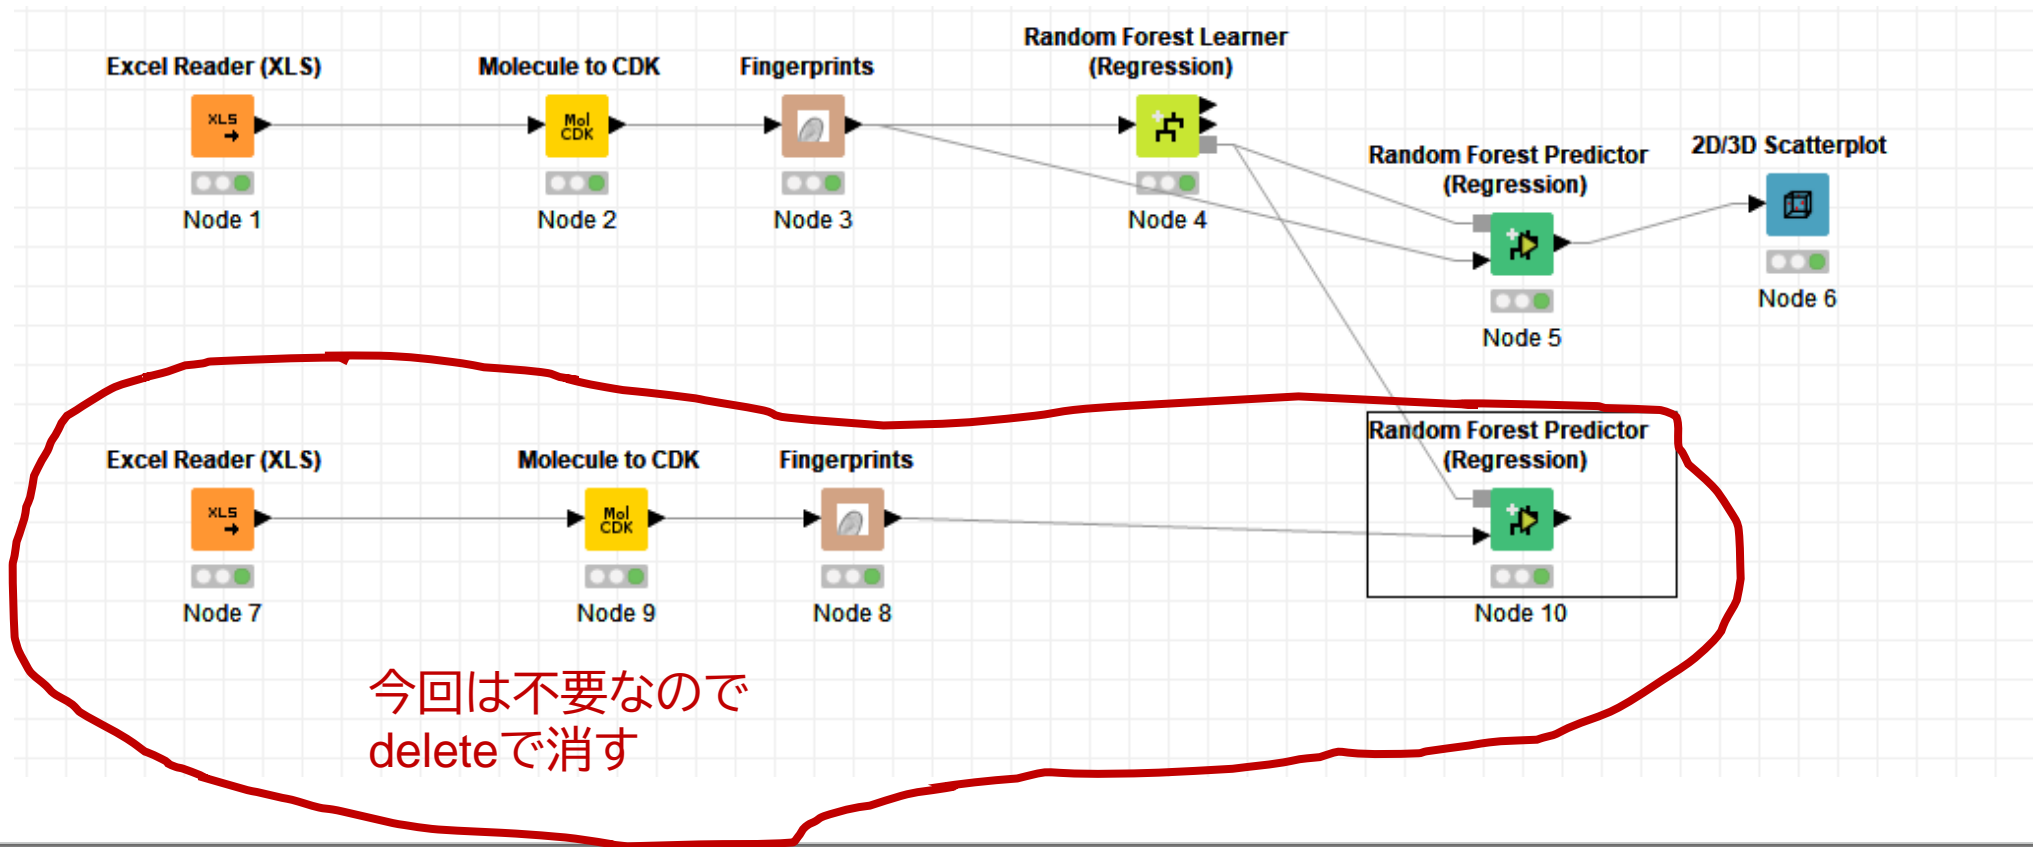 Random Forest Learner
(Regression)
Excel Reader (XLS)
Molecule to CDK
Fingerprints
XLS
Mol
CDK
Node 1
Node 2
Node 3
Node 4
Random Forest Predictor
(Regression)
2D/3D Scatterplot
Node 5
Node 6
Excel Reader (XLS)
Molecule to CDK
Fingerprints
Random Forest Predictor
(Regression)
XLS
Mol
CDK
Node 7
Node 9
Node 8
Node 10
今回は不要なので
deleteで消す